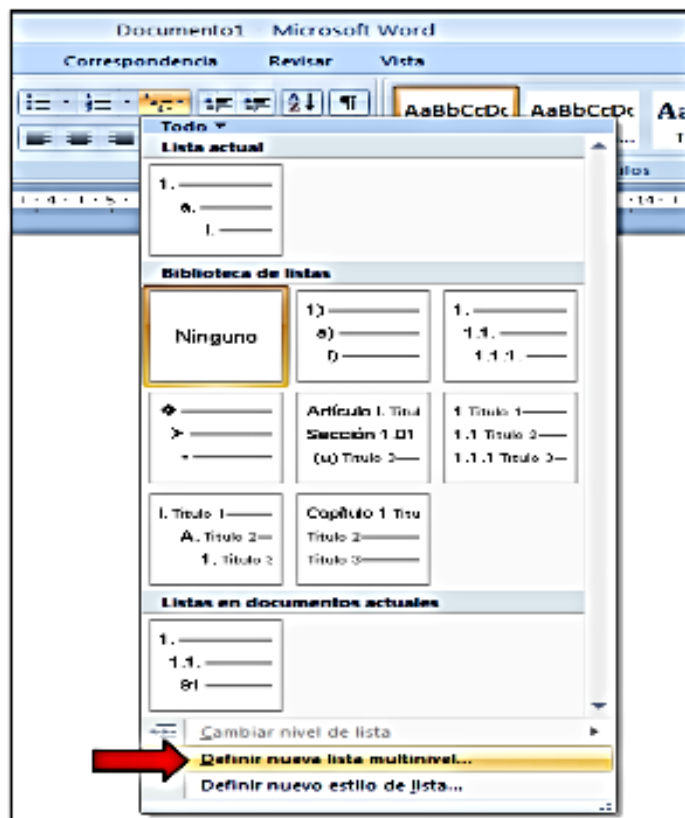 Documento1 - Microsoft Word
Correspondencia Revisar Vista
AaBbCcDc AaBbCcDc
Todo
Lista actual
1.
a.
i.
Biblioteca de listas
Ninguno
1)
a)
i)
1.
1.1.
1.1.1.
Artículo I. Titul
Sección 1.01
(a) Título 3
1 Título 1
1.1 Título 2
1.1.1 Título 3
I. Título 1
A. Título 2
1. Título 3
Capítulo 1 Títu
Título 2
Título 3
Listas en documentos actuales
1.
1.1.
Cambiar nivel de lista
Definir nueva lista multinivel...
Definir nuevo estilo de lista...